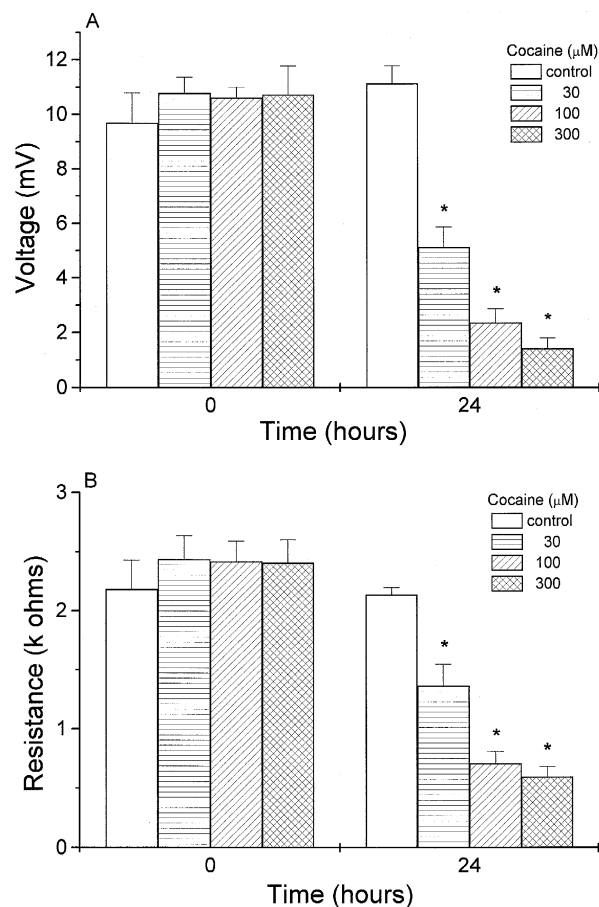 A
Cocaine (μM)
control
30
100
300
12
10
8
6
4
2
0
Voltage (mV)
*
*
*
0
24
Time (hours)
B
Cocaine (μM)
control
30
100
300
3
2
1
0
Resistance (k ohms)
*
*
*
0
24
Time (hours)